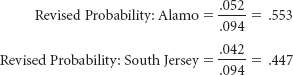 Revised Probability: Alamo = .052/.094 = .553
Revised Probability: South Jersey = .042/.094 = .447